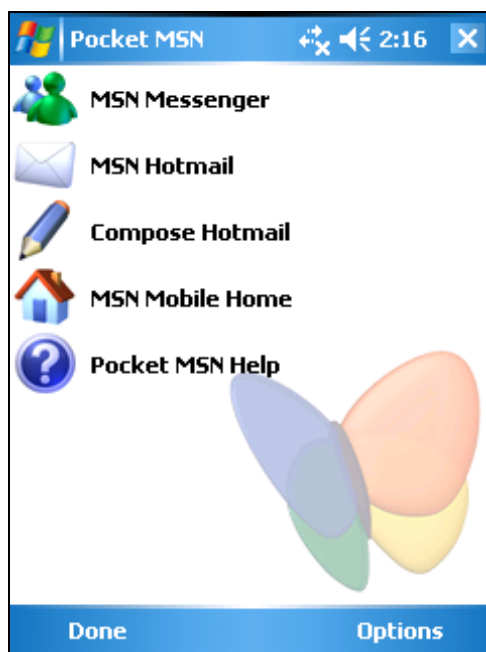 Pocket MSN 2:16
MSN Messenger
MSN Hotmail
Compose Hotmail
MSN Mobile Home
Pocket MSN Help
Done Options